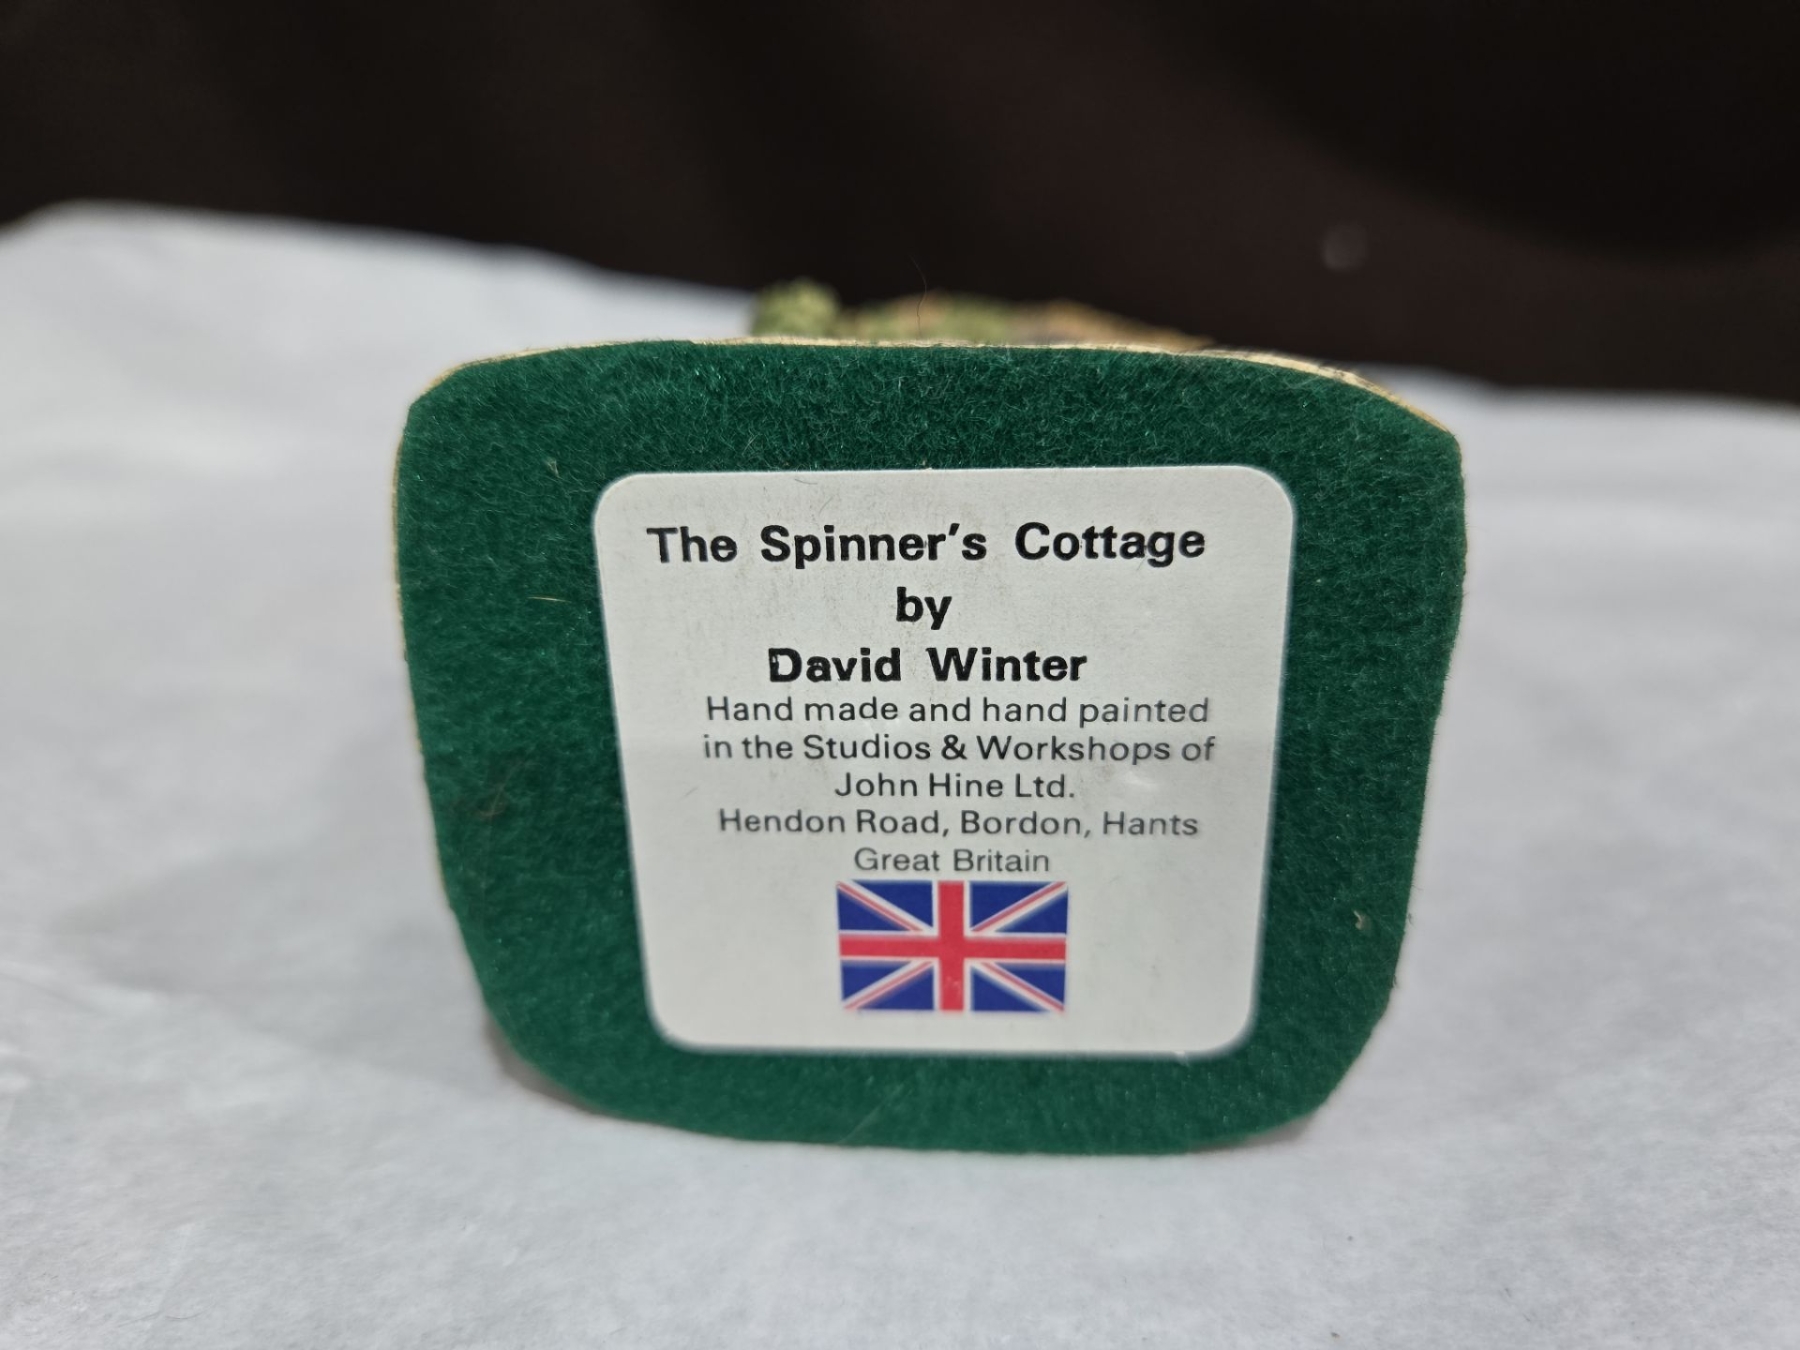 The Spinner's Cottage
by
David Winter
Hand made and hand painted
in the Studios & Workshops of
John Hine Ltd.
Hendon Road, Bordon, Hants
Great Britain